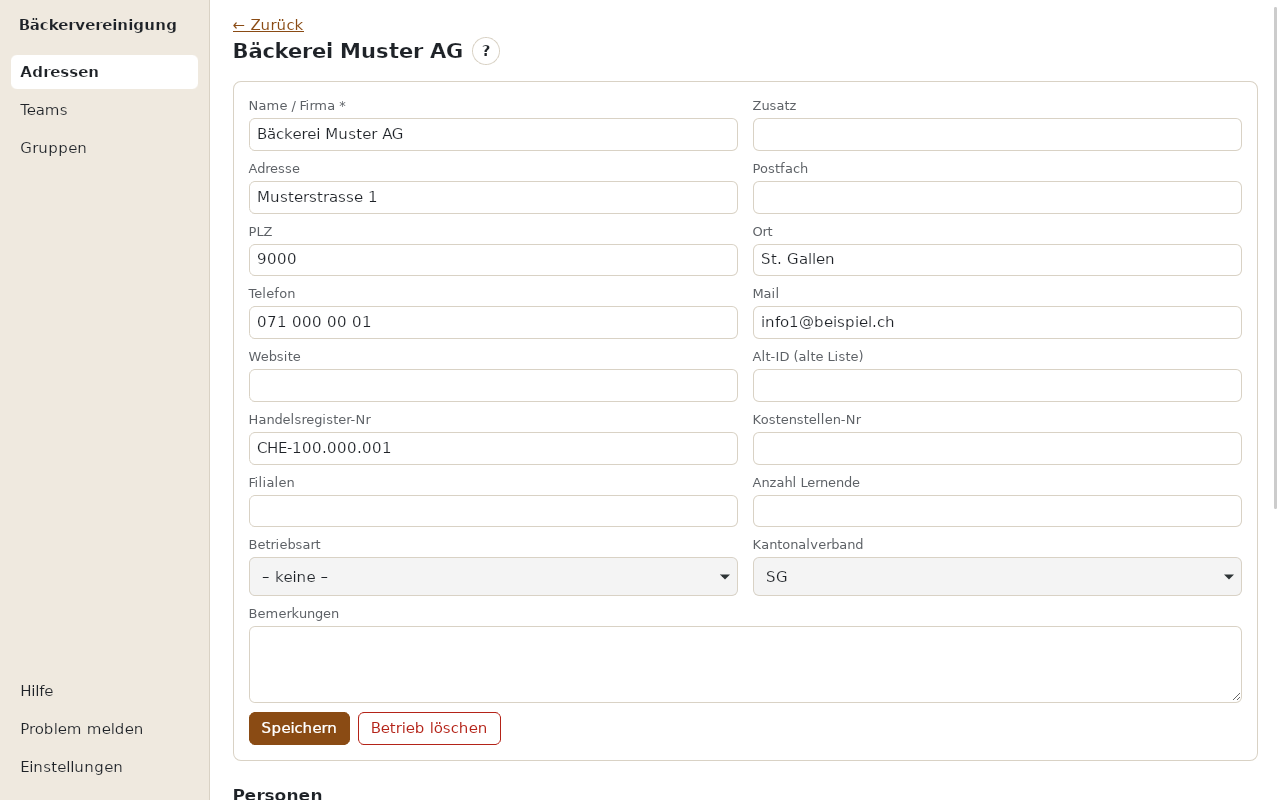 Bäckervereinigung
Adressen
Teams
Gruppen
Hilfe
Problem melden
Einstellungen
← Zurück
Bäckerei Muster AG ?
Name / Firma *
Bäckerei Muster AG
Zusatz
Adresse
Musterstrasse 1
Postfach
PLZ
9000
Ort
St. Gallen
Telefon
071 000 00 01
Mail
info1@beispiel.ch
Website
Alt-ID (alte Liste)
Handelsregister-Nr
CHE-100.000.001
Kostenstellen-Nr
Filialen
Anzahl Lernende
Betriebsart
– keine –
Kantonalverband
SG
Bemerkungen
Speichern
Betrieb löschen
Personen